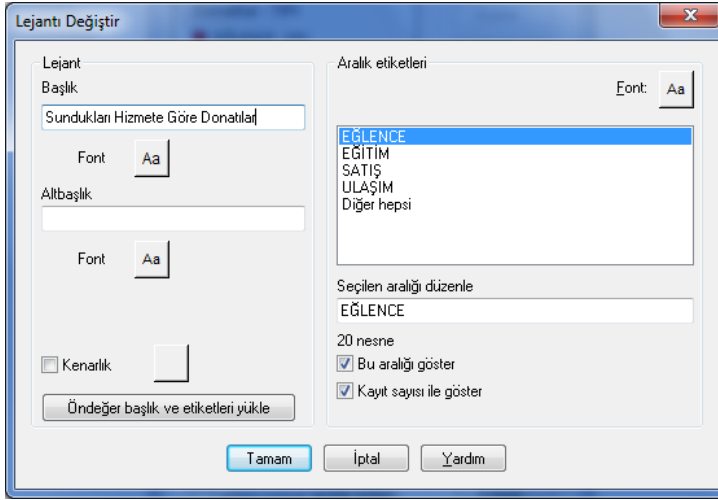 Lejantı Değiştir
x
Lejant
Başlık
Sundukları Hizmete Göre Donatılar
Font Aa
Altbaşlık
Font Aa
Kenarlık
Öndeğer başlık ve etiketleri yükle
Aralık etiketleri
Font: Aa
EĞLENCE
EĞİTİM
SATIŞ
ULAŞIM
Diğer hepsi
Seçilen aralığı düzenle
EĞLENCE
20 nesne
Bu aralığı göster
Kayıt sayısı ile göster
Tamam İptal Yardım